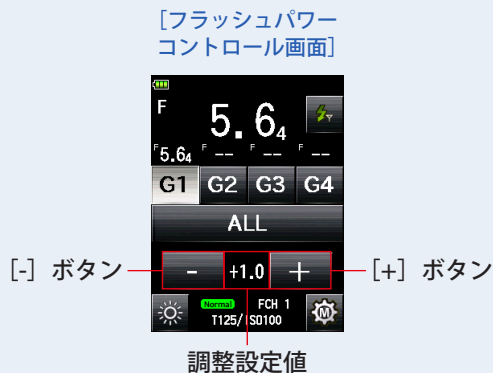 [フラッシュパワー
コントロール画面]
F
5.6₄
F5.6₄ F-- F-- F--
G1 G2 G3 G4
ALL
[-] ボタン - +1.0 + [+] ボタン
Normal FCH 1
T125/ ISO100 M
調整設定値